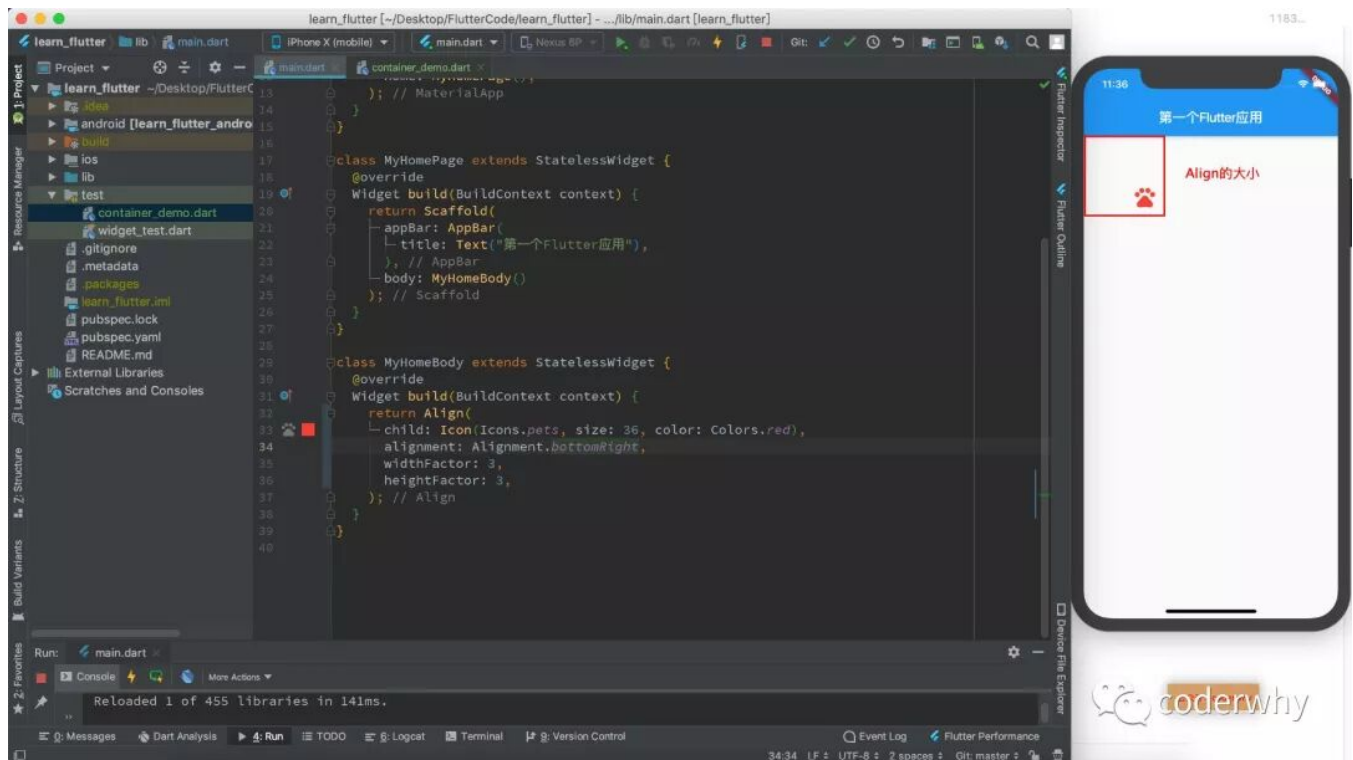 learn_flutter [~/Desktop/FlutterCode/learn_flutter] - .../lib/main.dart [learn_flutter]
1183...
learn_flutter
lib
main.dart
iPhone X (mobile)
main.dart
Nexus 6P
Git:
1: Project
Resource Manager
Layout Captures
Z: Structure
Build Variants
2: Favorites
Project
learn_flutter ~/Desktop/FlutterC
.idea
android [learn_flutter_andro
build
ios
lib
test
container_demo.dart
widget_test.dart
.gitignore
.metadata
.packages
learn_flutter.iml
pubspec.lock
pubspec.yaml
README.md
External Libraries
Scratches and Consoles
main.dart
container_demo.dart
home: MyHomePage(),
13 ); // MaterialApp
14 }
15 }
16
17 class MyHomePage extends StatelessWidget {
18 @override
19 Widget build(BuildContext context) {
20 return Scaffold(
21 appBar: AppBar(
22 title: Text("第一个Flutter应用"),
23 ), // AppBar
24 body: MyHomeBody()
25 ); // Scaffold
26 }
27 }
28
29 class MyHomeBody extends StatelessWidget {
30 @override
31 Widget build(BuildContext context) {
32 return Align(
33 child: Icon(Icons.pets, size: 36, color: Colors.red),
34 alignment: Alignment.bottomRight,
35 widthFactor: 3,
36 heightFactor: 3,
37 ); // Align
38 }
39 }
40
Flutter Inspector
Flutter Outline
Device File Explorer
11:36
第一个Flutter应用
Align的大小
Run:
main.dart
Console
More Actions
Reloaded 1 of 455 libraries in 141ms.
0: Messages
Dart Analysis
4: Run
TODO
6: Logcat
Terminal
9: Version Control
Event Log
Flutter Performance
34:34 LF UTF-8 2 spaces Git: master
coderwhy